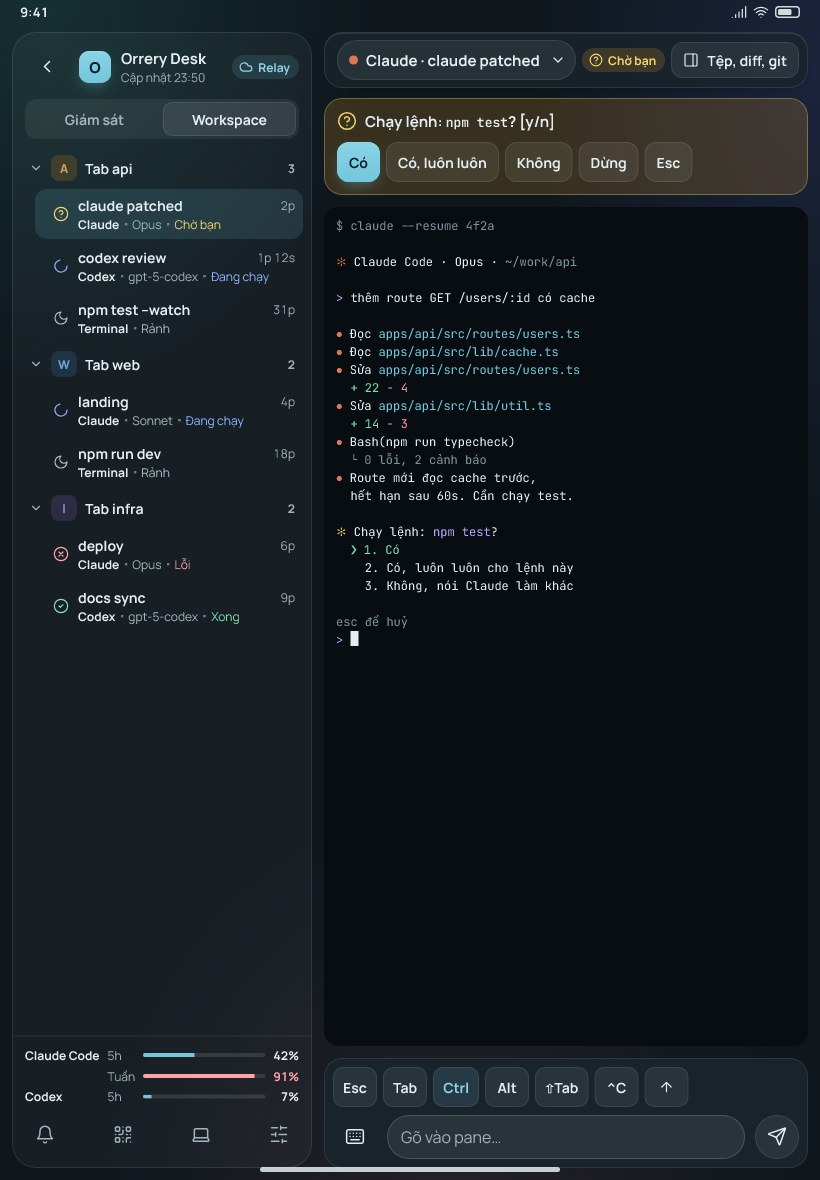 9:41
Orrery Desk
Cập nhật 23:50
Relay
Giám sát
Workspace
A Tab api 3
claude patched 2p
Claude • Opus • Chờ bạn
codex review 1p 12s
Codex • gpt-5-codex • Đang chạy
npm test –watch 31p
Terminal • Rảnh
W Tab web 2
landing 4p
Claude • Sonnet • Đang chạy
npm run dev 18p
Terminal • Rảnh
I Tab infra 2
deploy 6p
Claude • Opus • Lỗi
docs sync 9p
Codex • gpt-5-codex • Xong
Claude Code 5h 42%
Tuần 91%
Codex 5h 7%
O
Claude · claude patched
Chờ bạn
Tệp, diff, git
Chạy lệnh: npm test? [y/n]
Có
Có, luôn luôn
Không
Dừng
Esc
$ claude --resume 4f2a
✻ Claude Code · Opus · ~/work/api
> thêm route GET /users/:id có cache
● Đọc apps/api/src/routes/users.ts
● Đọc apps/api/src/lib/cache.ts
● Sửa apps/api/src/routes/users.ts
+ 22 - 4
● Sửa apps/api/src/lib/util.ts
+ 14 - 3
● Bash(npm run typecheck)
└ 0 lỗi, 2 cảnh báo
● Route mới đọc cache trước,
hết hạn sau 60s. Cần chạy test.
✻ Chạy lệnh: npm test?
❯ 1. Có
2. Có, luôn luôn cho lệnh này
3. Không, nói Claude làm khác
esc để huỷ
>
Esc
Tab
Ctrl
Alt
⇧Tab
^C
↑
Gõ vào pane...